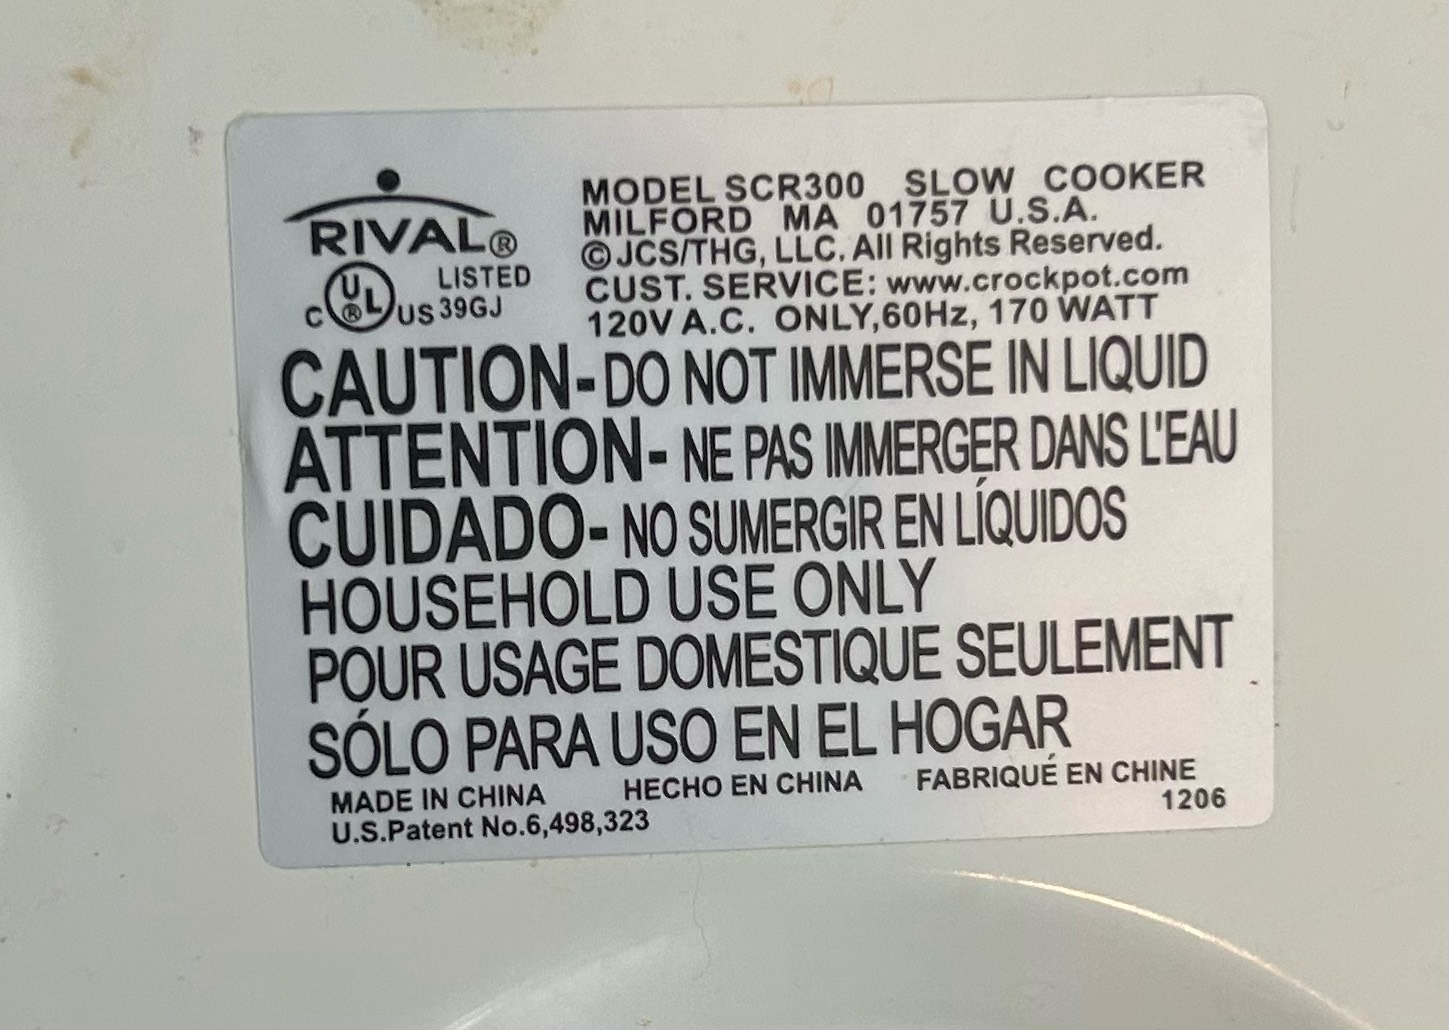 RIVAL®
C UL® US LISTED 39GJ
MODEL SCR300 SLOW COOKER
MILFORD MA 01757 U.S.A.
©JCS/THG, LLC. All Rights Reserved.
CUST. SERVICE: www.crockpot.com
120V A.C. ONLY,60Hz, 170 WATT
CAUTION-DO NOT IMMERSE IN LIQUID
ATTENTION- NE PAS IMMERGER DANS L'EAU
CUIDADO- NO SUMERGIR EN LÍQUIDOS
HOUSEHOLD USE ONLY
POUR USAGE DOMESTIQUE SEULEMENT
SÓLO PARA USO EN EL HOGAR
MADE IN CHINA HECHO EN CHINA FABRIQUÉ EN CHINE
U.S.Patent No.6,498,323 1206